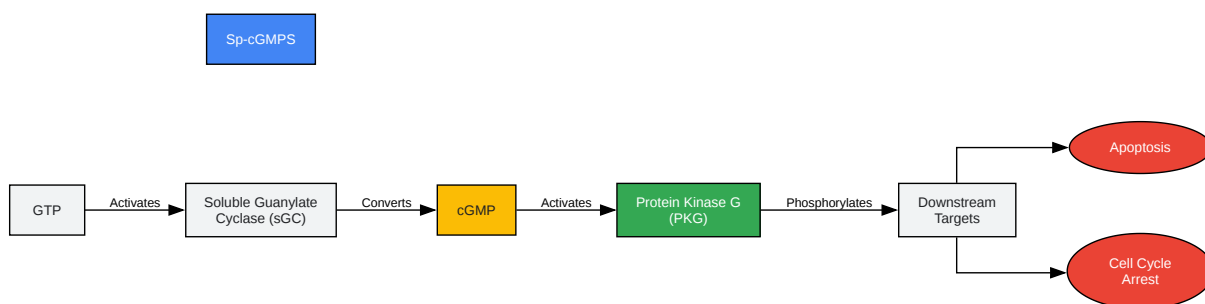 Sp-cGMPS
GTP
Activates
Soluble Guanylate
Cyclase (sGC)
Converts
cGMP
Activates
Protein Kinase G
(PKG)
Phosphorylates
Downstream
Targets
Apoptosis
Cell Cycle
Arrest